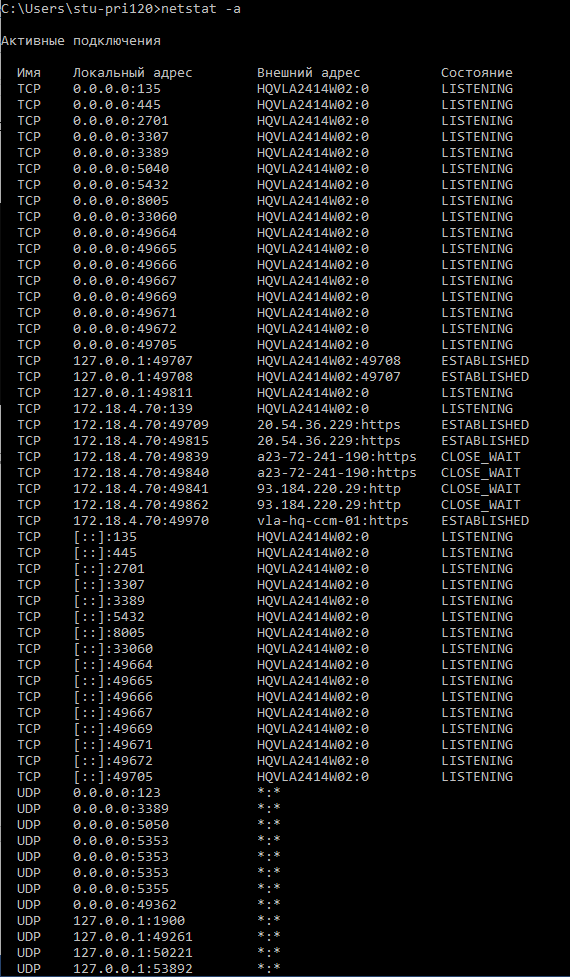 C:\Users\stu-pri120>netstat -a
Активные подключения
Имя Локальный адрес Внешний адрес Состояние
TCP 0.0.0.0:135 HQVLA2414W02:0 LISTENING
TCP 0.0.0.0:445 HQVLA2414W02:0 LISTENING
TCP 0.0.0.0:2701 HQVLA2414W02:0 LISTENING
TCP 0.0.0.0:3307 HQVLA2414W02:0 LISTENING
TCP 0.0.0.0:3389 HQVLA2414W02:0 LISTENING
TCP 0.0.0.0:5040 HQVLA2414W02:0 LISTENING
TCP 0.0.0.0:5432 HQVLA2414W02:0 LISTENING
TCP 0.0.0.0:8005 HQVLA2414W02:0 LISTENING
TCP 0.0.0.0:33060 HQVLA2414W02:0 LISTENING
TCP 0.0.0.0:49664 HQVLA2414W02:0 LISTENING
TCP 0.0.0.0:49665 HQVLA2414W02:0 LISTENING
TCP 0.0.0.0:49666 HQVLA2414W02:0 LISTENING
TCP 0.0.0.0:49667 HQVLA2414W02:0 LISTENING
TCP 0.0.0.0:49669 HQVLA2414W02:0 LISTENING
TCP 0.0.0.0:49671 HQVLA2414W02:0 LISTENING
TCP 0.0.0.0:49672 HQVLA2414W02:0 LISTENING
TCP 0.0.0.0:49705 HQVLA2414W02:0 LISTENING
TCP 127.0.0.1:49707 HQVLA2414W02:49708 ESTABLISHED
TCP 127.0.0.1:49708 HQVLA2414W02:49707 ESTABLISHED
TCP 127.0.0.1:49811 HQVLA2414W02:0 LISTENING
TCP 172.18.4.70:139 HQVLA2414W02:0 LISTENING
TCP 172.18.4.70:49709 20.54.36.229:https ESTABLISHED
TCP 172.18.4.70:49815 20.54.36.229:https ESTABLISHED
TCP 172.18.4.70:49839 a23-72-241-190:https CLOSE_WAIT
TCP 172.18.4.70:49840 a23-72-241-190:https CLOSE_WAIT
TCP 172.18.4.70:49841 93.184.220.29:http CLOSE_WAIT
TCP 172.18.4.70:49862 93.184.220.29:http CLOSE_WAIT
TCP 172.18.4.70:49970 vla-hq-ccm-01:https ESTABLISHED
TCP [::]:135 HQVLA2414W02:0 LISTENING
TCP [::]:445 HQVLA2414W02:0 LISTENING
TCP [::]:2701 HQVLA2414W02:0 LISTENING
TCP [::]:3307 HQVLA2414W02:0 LISTENING
TCP [::]:3389 HQVLA2414W02:0 LISTENING
TCP [::]:5432 HQVLA2414W02:0 LISTENING
TCP [::]:8005 HQVLA2414W02:0 LISTENING
TCP [::]:33060 HQVLA2414W02:0 LISTENING
TCP [::]:49664 HQVLA2414W02:0 LISTENING
TCP [::]:49665 HQVLA2414W02:0 LISTENING
TCP [::]:49666 HQVLA2414W02:0 LISTENING
TCP [::]:49667 HQVLA2414W02:0 LISTENING
TCP [::]:49669 HQVLA2414W02:0 LISTENING
TCP [::]:49671 HQVLA2414W02:0 LISTENING
TCP [::]:49672 HQVLA2414W02:0 LISTENING
TCP [::]:49705 HQVLA2414W02:0 LISTENING
UDP 0.0.0.0:123 *:*
UDP 0.0.0.0:3389 *:*
UDP 0.0.0.0:5050 *:*
UDP 0.0.0.0:5353 *:*
UDP 0.0.0.0:5353 *:*
UDP 0.0.0.0:5353 *:*
UDP 0.0.0.0:5355 *:*
UDP 0.0.0.0:49362 *:*
UDP 127.0.0.1:1900 *:*
UDP 127.0.0.1:49261 *:*
UDP 127.0.0.1:50221 *:*
UDP 127.0.0.1:53892 *:*